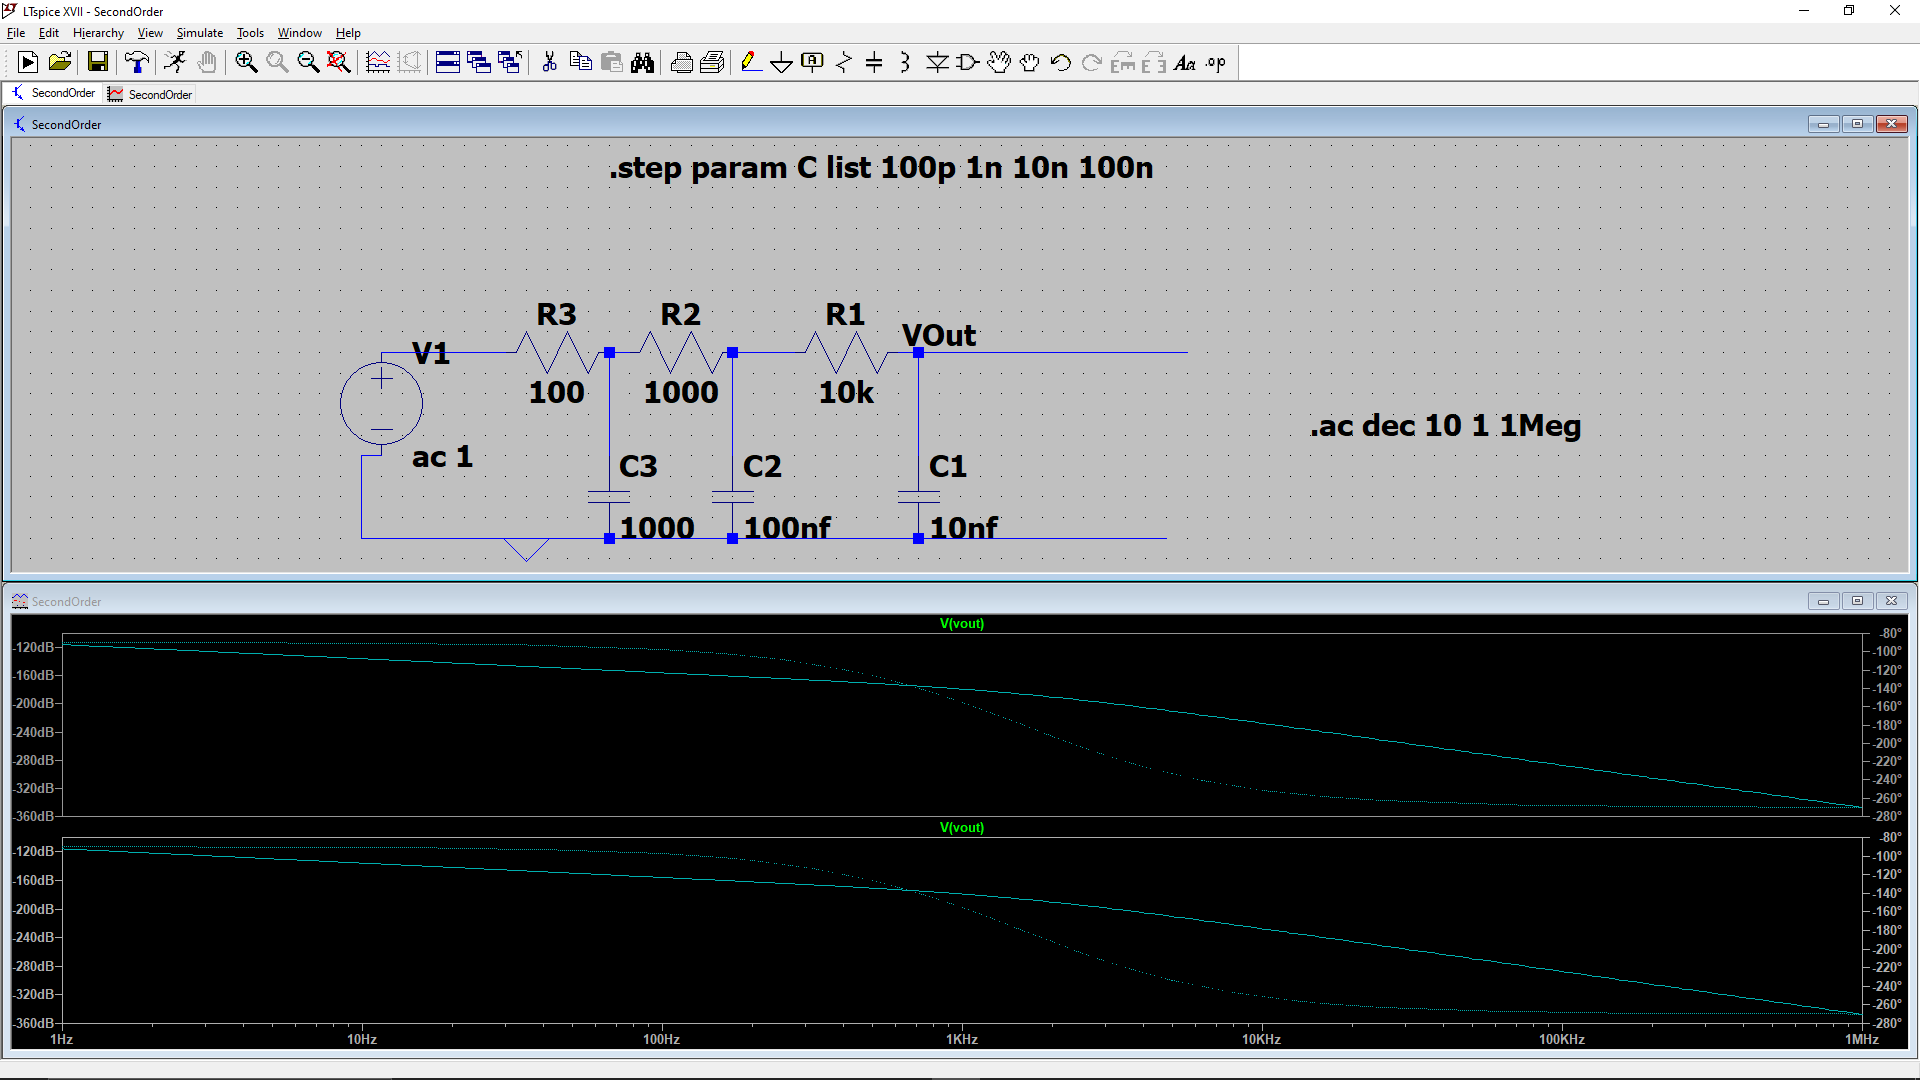 LTspice XVII - SecondOrder
File Edit Hierarchy View Simulate Tools Window Help
SecondOrder SecondOrder
SecondOrder
.step param C list 100p 1n 10n 100n
R3 R2 R1
V1 VOut
100 1000 10k
.ac dec 10 1 1Meg
ac 1 C3 C2 C1
1000 100nf 10nf
SecondOrder
V(vout)
-120dB
-160dB
-200dB
-240dB
-280dB
-320dB
-360dB
-80°
-100°
-120°
-140°
-160°
-180°
-200°
-220°
-240°
-260°
-280°
V(vout)
-120dB
-160dB
-200dB
-240dB
-280dB
-320dB
-360dB
-80°
-100°
-120°
-140°
-160°
-180°
-200°
-220°
-240°
-260°
-280°
1Hz 10Hz 100Hz 1KHz 10KHz 100KHz 1MHz